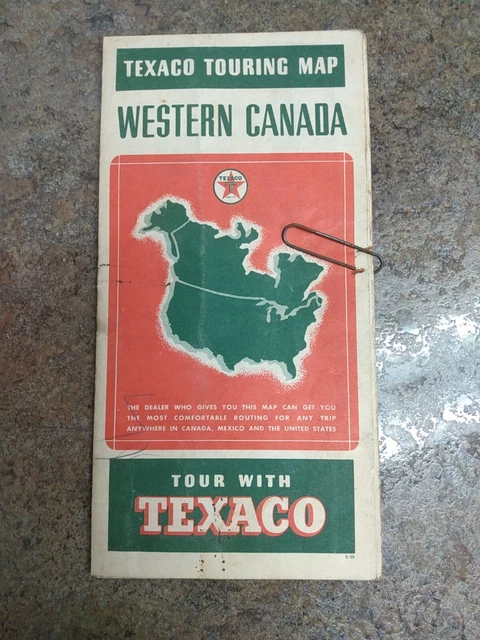 TEXACO TOURING MAP
WESTERN CANADA
TEXACO
T
THE DEALER WHO GIVES YOU THIS MAP CAN GET YOU
THE MOST COMFORTABLE ROUTING FOR ANY TRIP
ANYWHERE IN CANADA, MEXICO AND THE UNITED STATES
TOUR WITH
TEXACO